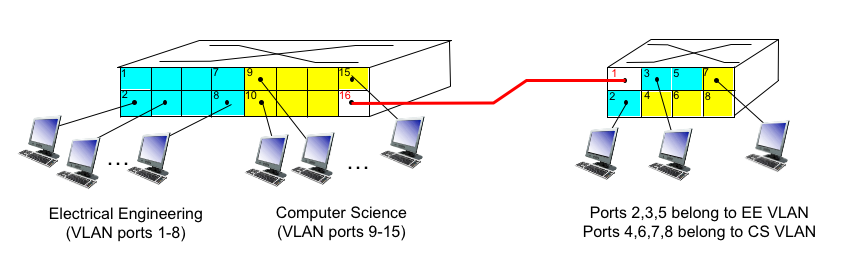 1 7 9 15
2 8 10 16
1 3 5 7
2 4 6 8
...
...
Electrical Engineering
(VLAN ports 1-8)
Computer Science
(VLAN ports 9-15)
Ports 2,3,5 belong to EE VLAN
Ports 4,6,7,8 belong to CS VLAN